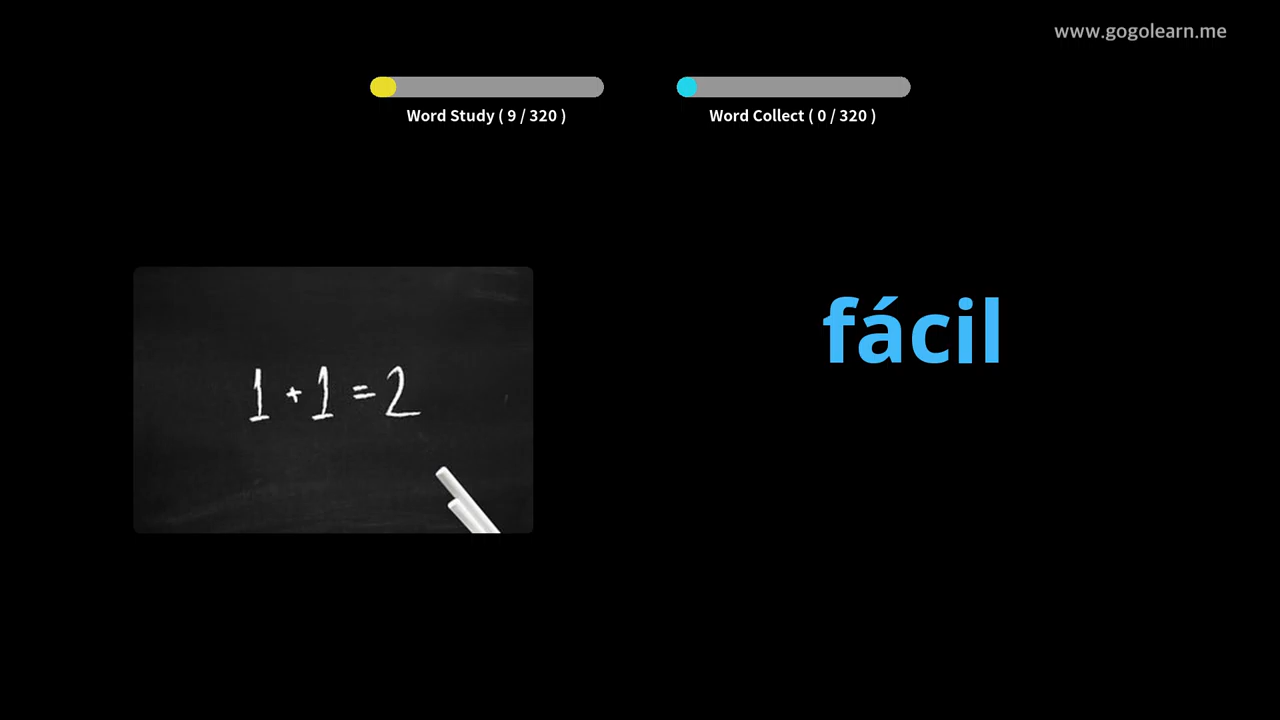 www.gogolearn.me
Word Study ( 9 / 320 )
Word Collect ( 0 / 320 )
1 + 1 = 2
fácil